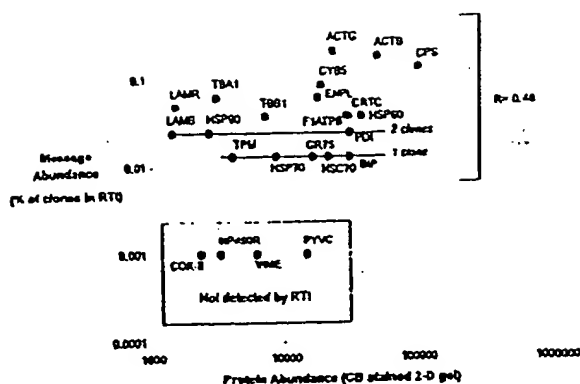 ACTG ACTB CPS
0.1 TBA1 CYB5
LAMR EMPL R= 0.48
TBB1 CRTC
LAMB HSP90 F1ATPB HSP60
2 clones
PDI
Message TPM GR75 1 clone
Abundance 0.01 HSP70 HSC70 BiP
(% of clones in RTI)
PYVC
0.001
COX-II VIME
Not detected by RTI
0.0001
1000 10000 100000 1000000
Protein Abundance (CB stained 2-D gel)